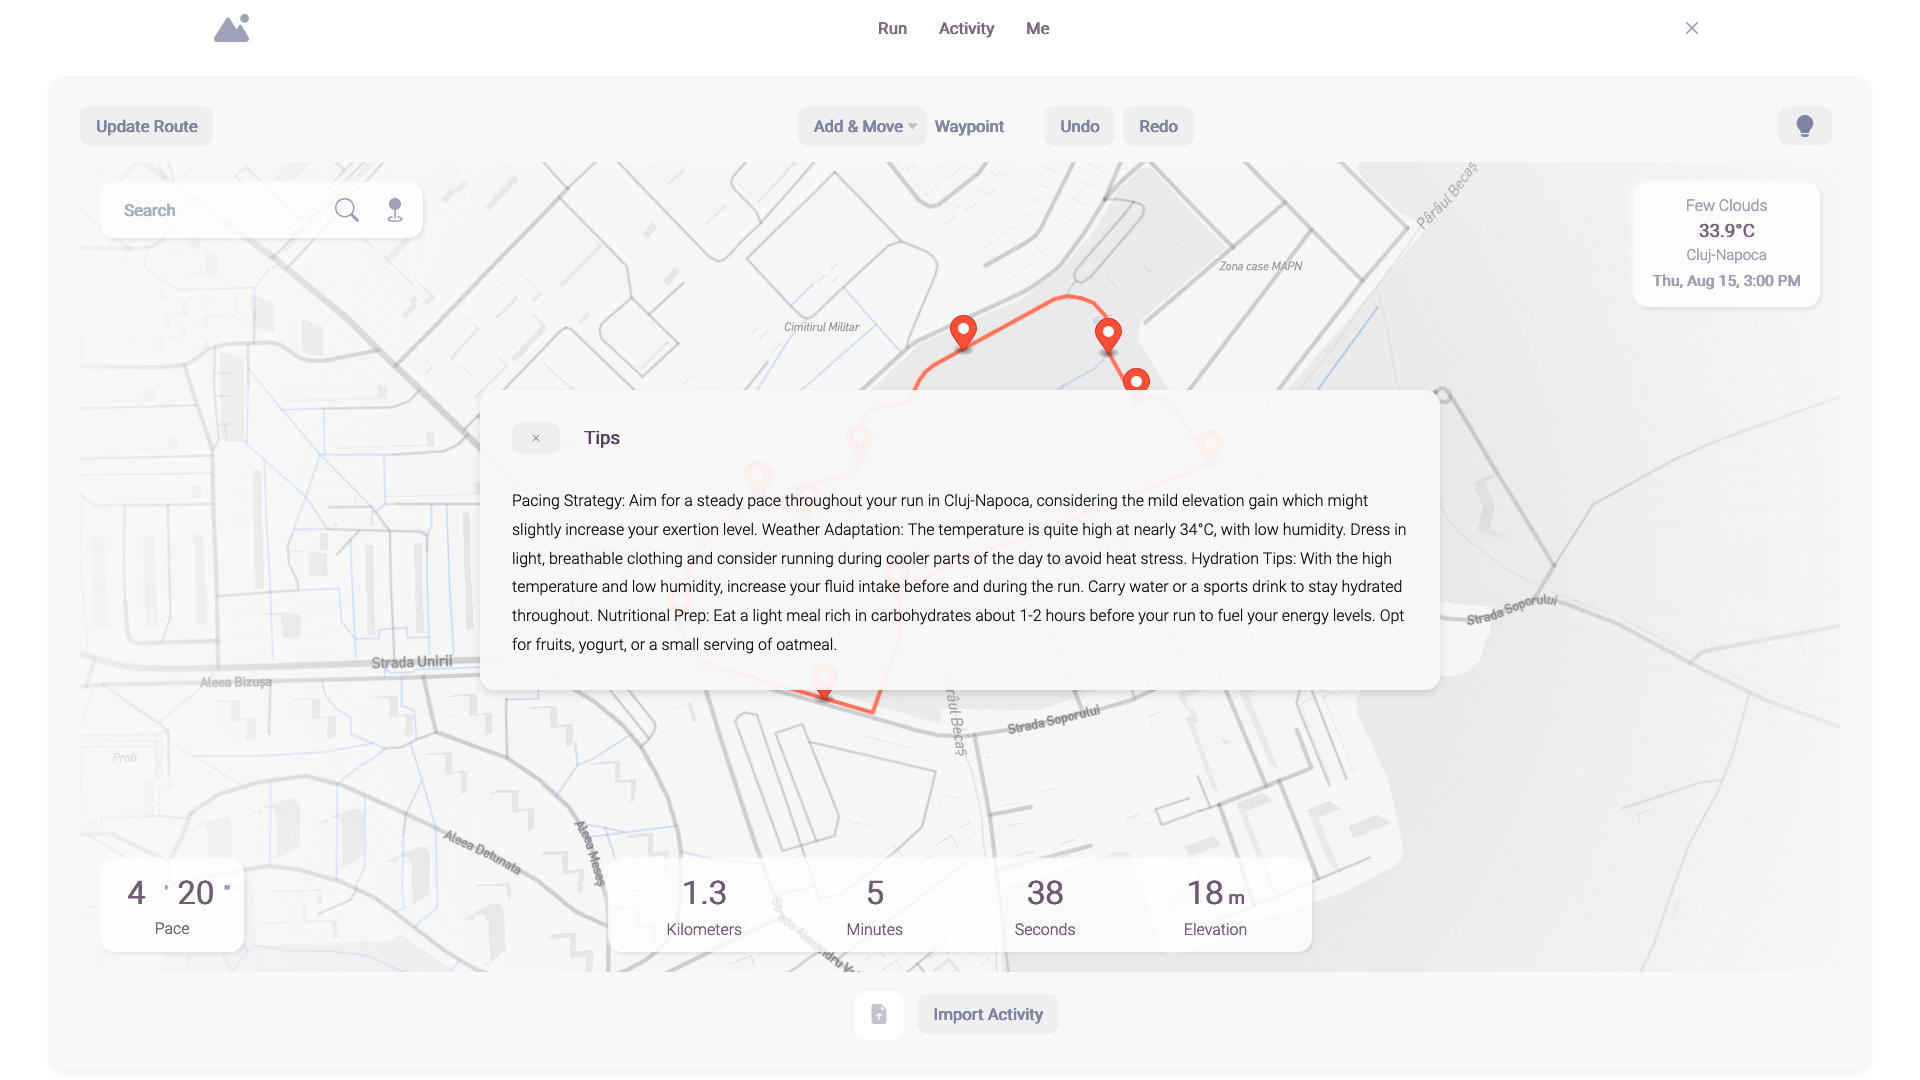 Run
Activity
Me
Update Route
Add & Move
Waypoint
Undo
Redo
Search
Few Clouds
33.9°C
Cluj-Napoca
Thu, Aug 15, 3:00 PM
Pârâul Becaș
Zona case MAPN
Cimitirul Militar
Tips
Pacing Strategy: Aim for a steady pace throughout your run in Cluj-Napoca, considering the mild elevation gain which might
slightly increase your exertion level. Weather Adaptation: The temperature is quite high at nearly 34°C, with low humidity. Dress in
light, breathable clothing and consider running during cooler parts of the day to avoid heat stress. Hydration Tips: With the high
temperature and low humidity, increase your fluid intake before and during the run. Carry water or a sports drink to stay hydrated
throughout. Nutritional Prep: Eat a light meal rich in carbohydrates about 1-2 hours before your run to fuel your energy levels. Opt
for fruits, yogurt, or a small serving of oatmeal.
Strada Soporului
Strada Unirii
Aleea Bizușa
Strada Soporului
râul Becaș
Profi
Aleea Detunata
Aleea Meseș
Strada Alexandru
4 ' 20 "
Pace
1.3
Kilometers
5
Minutes
38
Seconds
18 m
Elevation
Import Activity